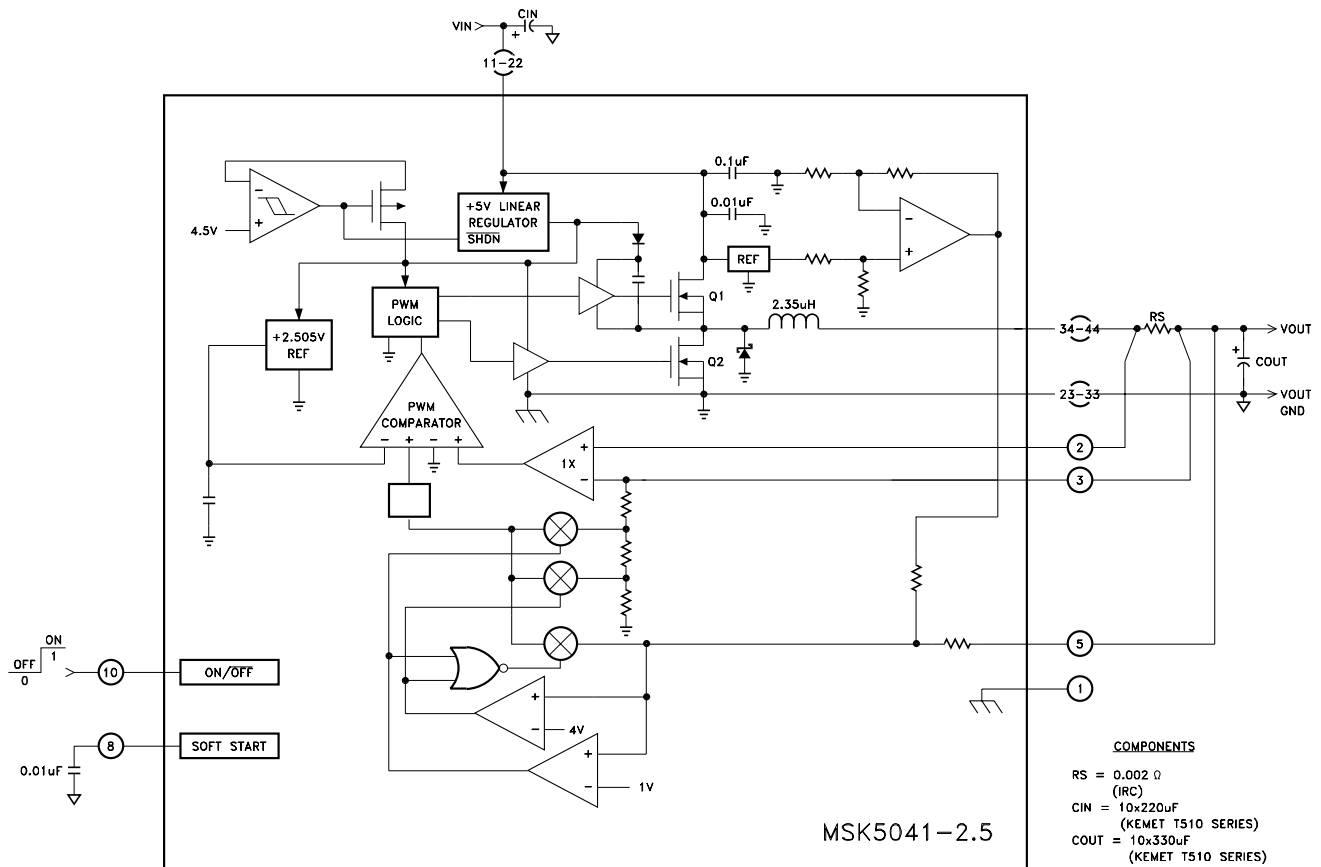 CIN
VIN
+
11-22
0.1uF
+5V LINEAR
REGULATOR
SHDN
0.01uF
4.5V
-
+
-
+
REF
PWM
LOGIC
Q1
2.35uH
34-44
RS
VOUT
+2.505V
REF
Q2
+
COUT
23-33
VOUT
GND
PWM
COMPARATOR
- + - +
1X
+
-
2
3
ON
OFF
1
0
10
ON/OFF
5
1
+
-
4V
8
SOFT START
0.01uF
+
-
1V
COMPONENTS
RS = 0.002 Ω
(IRC)
CIN = 10x220uF
(KEMET T510 SERIES)
COUT = 10x330uF
(KEMET T510 SERIES)
MSK5041-2.5